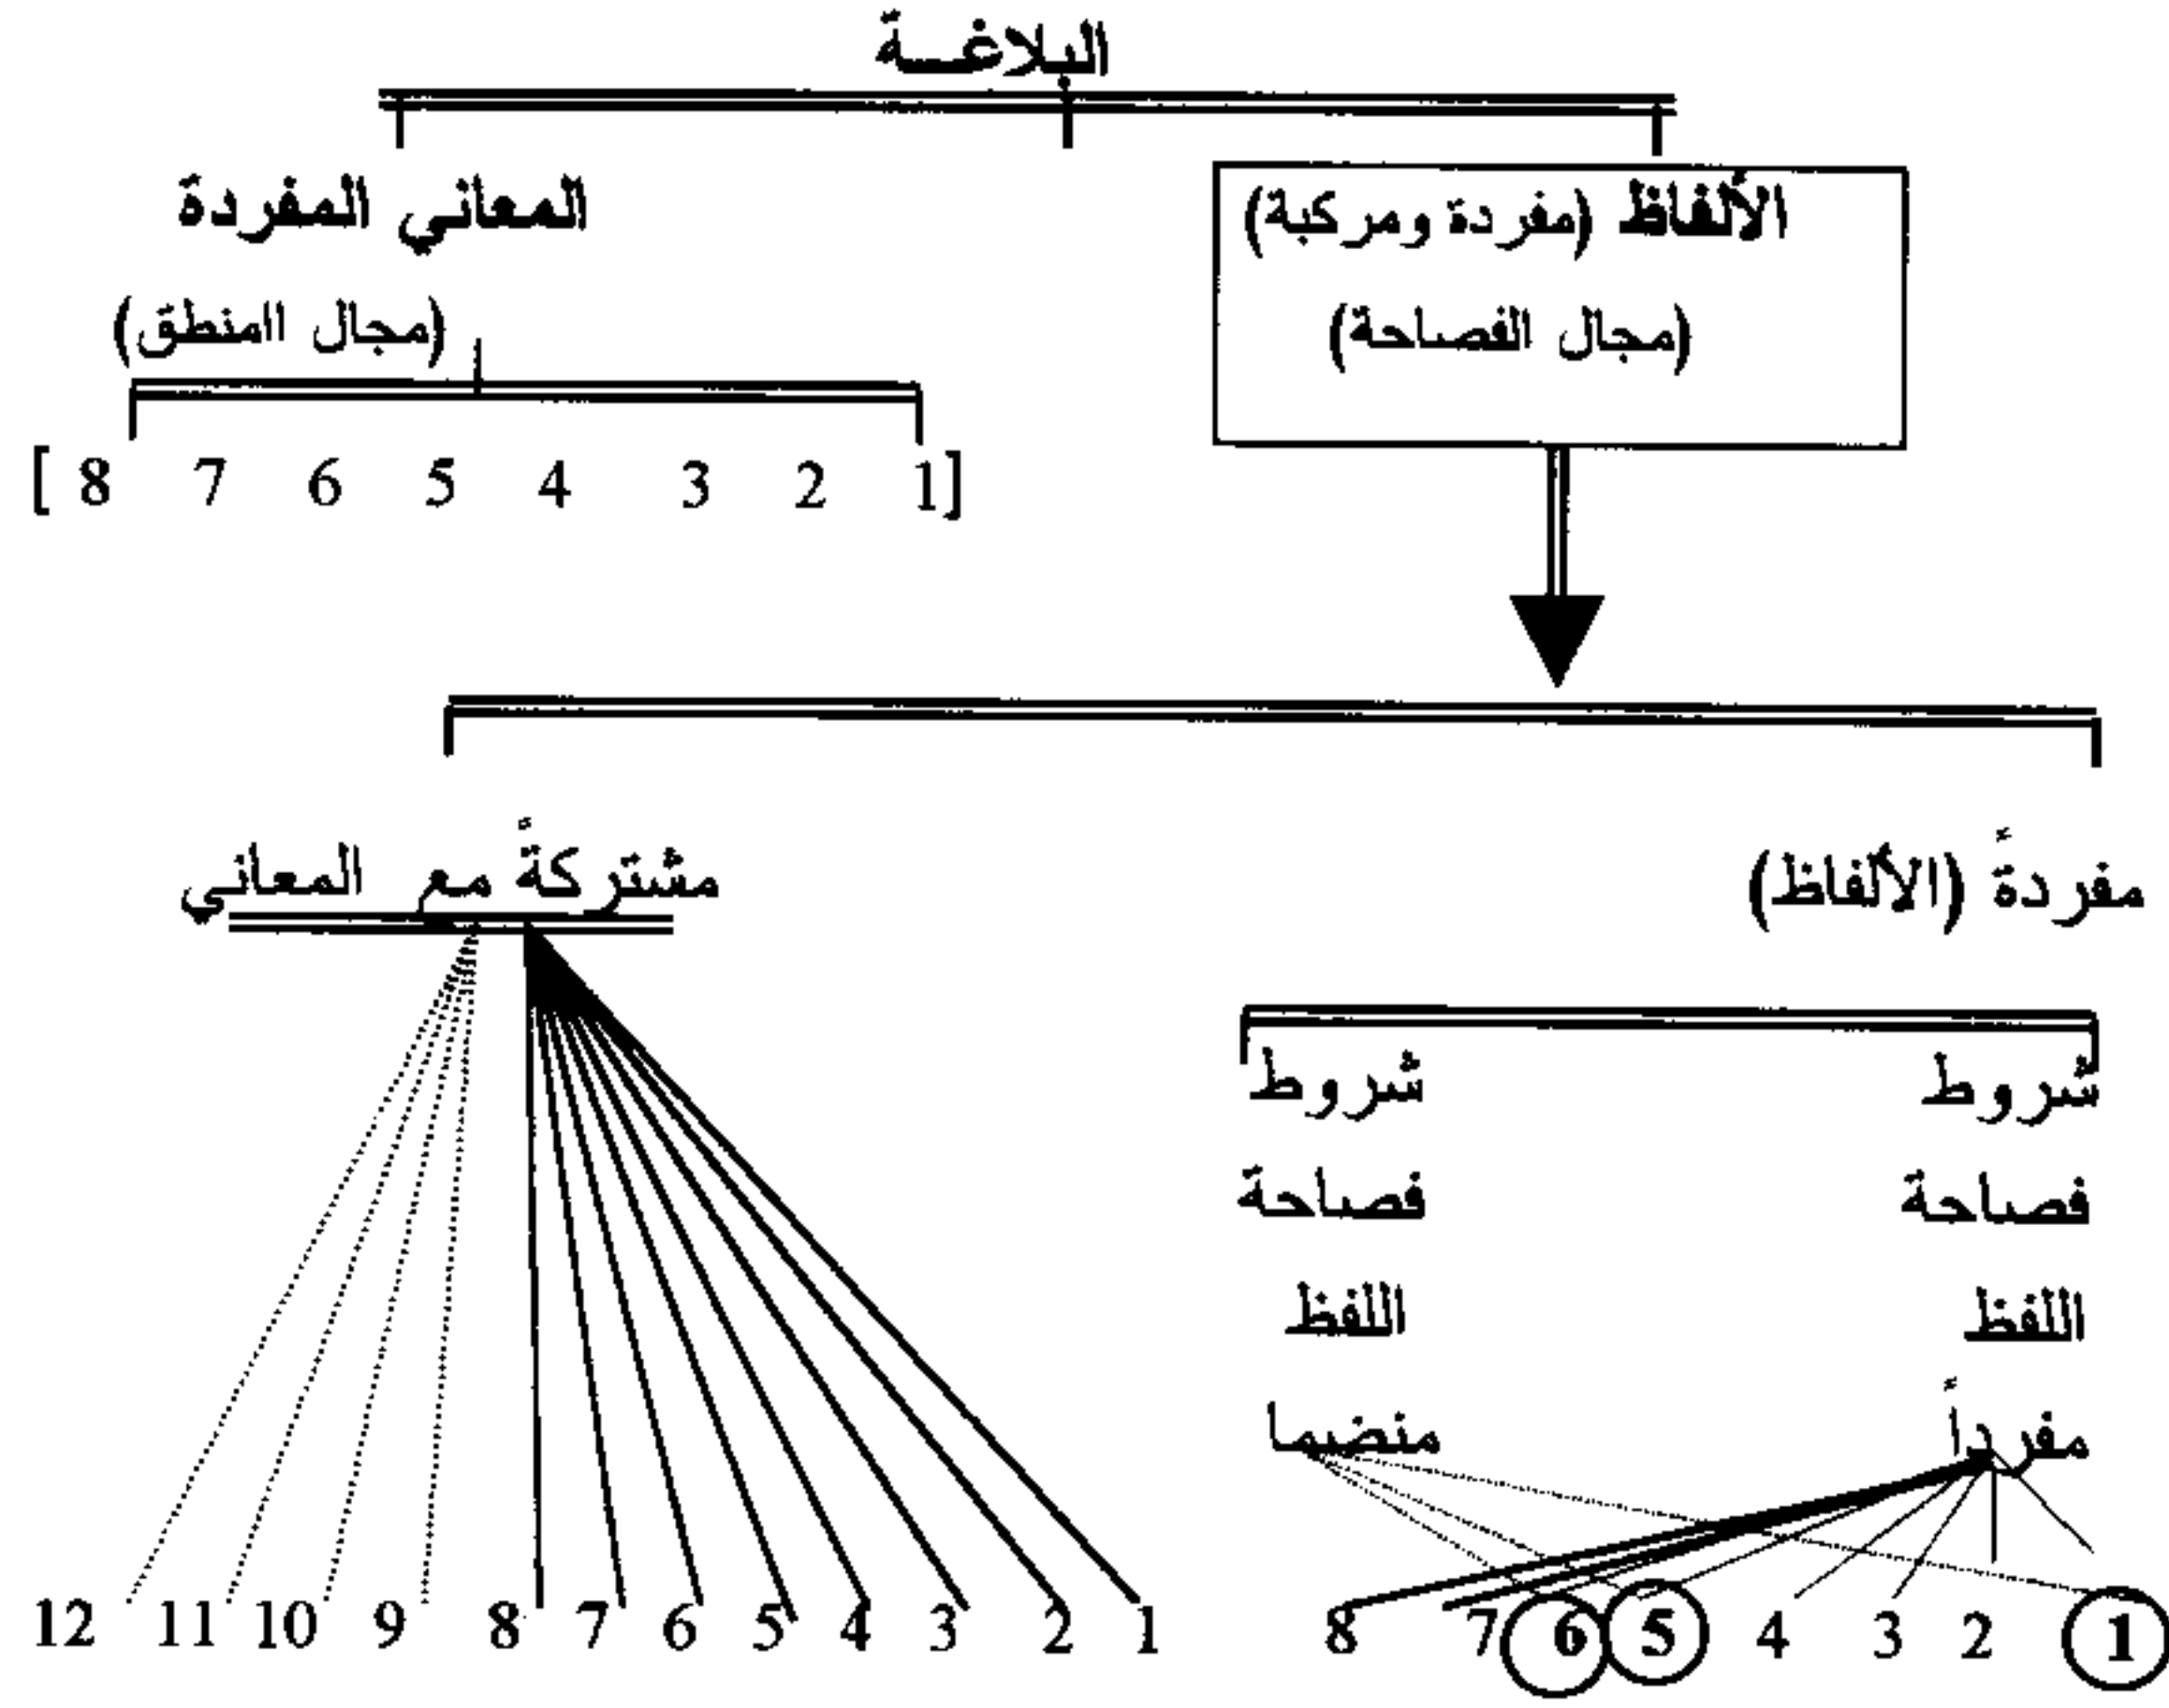 البلاغـــة
الألفاظ (مفردة ومركبة)
(مجال الفصاحة)
المعاني المفردة
(مجال المنطق)
[1 2 3 4 5 6 7 8 ]
مفردةً (الألفاظ)
مشتركةً مع المعاني
شروط
فصاحة
اللفظ
مفرداً
شروط
فصاحة
اللفظ
منضما
1 2 3 4 5 6 7 8
1 2 3 4 5 6 7 8 9 10 11 12